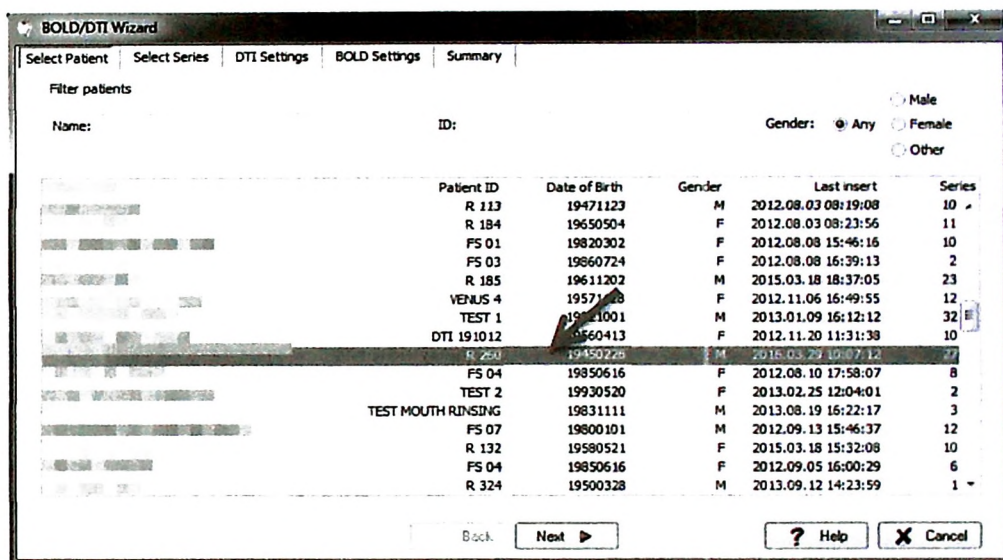 BOLD/DTI Wizard
Select Patient Select Series DTI Settings BOLD Settings Summary
Filter patients
Male
Name: ID: Gender: Any Female
Other
Patient ID Date of Birth Gender Last insert Series
R 113 19471123 M 2012.08.03 08:19:08 10
R 184 19650504 F 2012.08.03 08:23:56 11
FS 01 19820302 F 2012.08.08 15:46:16 10
FS 03 19860724 F 2012.08.08 16:39:13 2
R 185 19611202 M 2015.03.18 18:37:05 23
VENUS 4 F 2012.11.06 16:49:55 12
TEST 1 M 2013.01.09 16:12:12 32
DTI 191012 F 2012.11.20 11:31:38 10
R 260 19450226 M 2016.03.29 10:07:12 27
FS 04 19850616 F 2012.08.10 17:58:07 8
TEST 2 19930520 F 2013.02.25 12:04:01 2
TEST MOUTH RINSING 19831111 M 2013.08.19 16:22:17 3
FS 07 19800101 M 2012.09.13 15:46:37 12
R 132 19580521 F 2015.03.18 15:32:08 10
FS 04 19850616 F 2012.09.05 16:00:29 6
R 324 19500328 M 2013.09.12 14:23:59 1
Back Next ? Help X Cancel